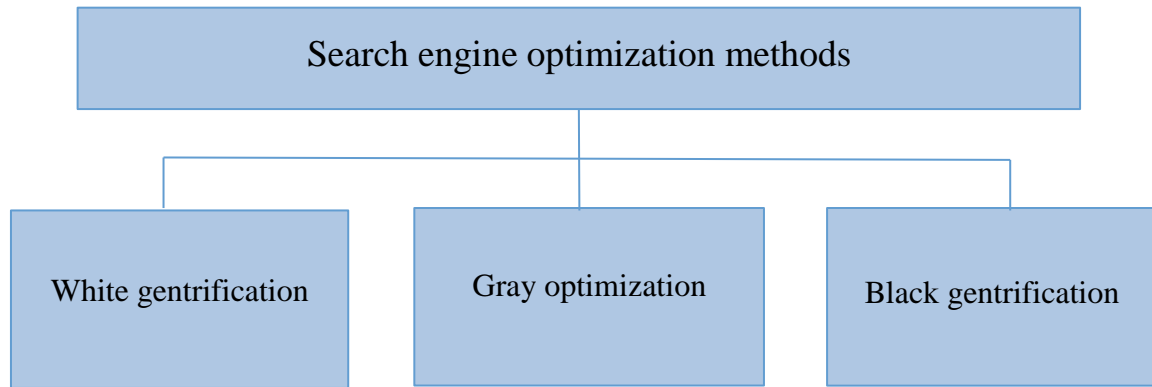 Search engine optimization methods
White gentrification
Gray optimization
Black gentrification